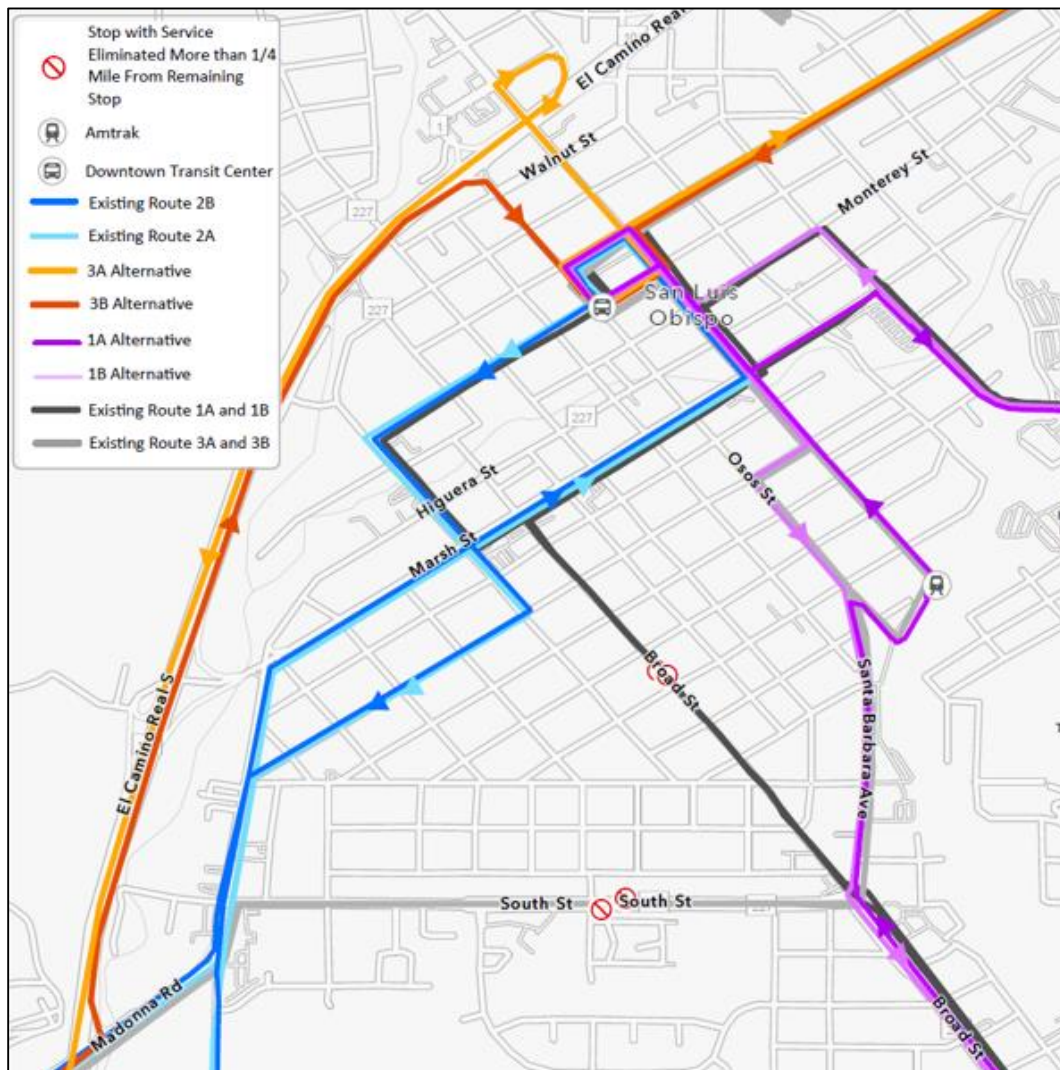 Stop with Service
Eliminated More than 1/4
Mile From Remaining
Stop
Amtrak
Downtown Transit Center
Existing Route 2B
Existing Route 2A
3A Alternative
3B Alternative
1A Alternative
1B Alternative
Existing Route 1A and 1B
Existing Route 3A and 3B
El Camino Real
1
Walnut St
Monterey St
227
227
San Luis
Obispo
227
Osos St
Higuera St
Marsh St
Broad St
Santa Barbara Ave
El Camino Real S
South St
South St
Madonna Rd
Broad St